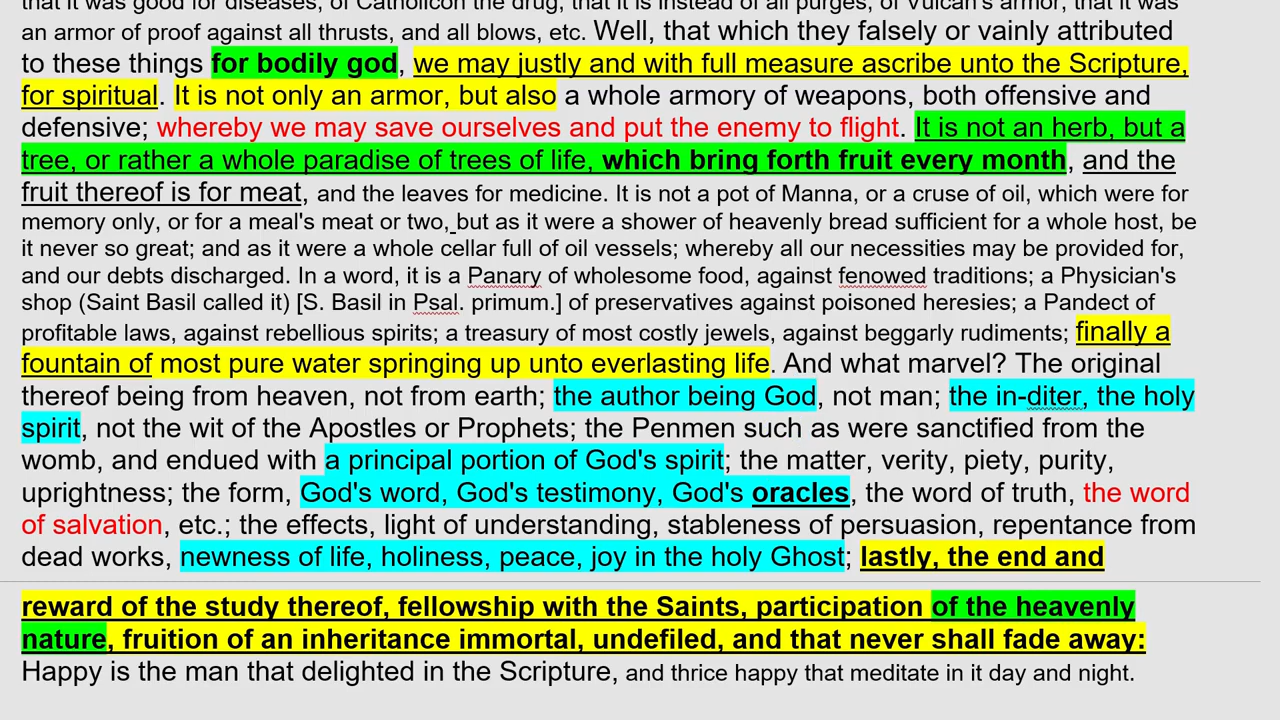 that it was good for diseases, of Catholicon the drug, that it is instead of all purges; of Vulcan's armor, that it was
an armor of proof against all thrusts, and all blows, etc. Well, that which they falsely or vainly attributed
to these things for bodily god, we may justly and with full measure ascribe unto the Scripture,
for spiritual. It is not only an armor, but also a whole armory of weapons, both offensive and
defensive; whereby we may save ourselves and put the enemy to flight. It is not an herb, but a
tree, or rather a whole paradise of trees of life, which bring forth fruit every month, and the
fruit thereof is for meat, and the leaves for medicine. It is not a pot of Manna, or a cruse of oil, which were for
memory only, or for a meal's meat or two, but as it were a shower of heavenly bread sufficient for a whole host, be
it never so great; and as it were a whole cellar full of oil vessels; whereby all our necessities may be provided for,
and our debts discharged. In a word, it is a Panary of wholesome food, against fenowed traditions; a Physician's
shop (Saint Basil called it) [S. Basil in Psal. primum.] of preservatives against poisoned heresies; a Pandect of
profitable laws, against rebellious spirits; a treasury of most costly jewels, against beggarly rudiments; finally a
fountain of most pure water springing up unto everlasting life. And what marvel? The original
thereof being from heaven, not from earth; the author being God, not man; the in-diter, the holy
spirit, not the wit of the Apostles or Prophets; the Penmen such as were sanctified from the
womb, and endued with a principal portion of God's spirit; the matter, verity, piety, purity,
uprightness; the form, God's word, God's testimony, God's oracles, the word of truth, the word
of salvation, etc.; the effects, light of understanding, stableness of persuasion, repentance from
dead works, newness of life, holiness, peace, joy in the holy Ghost; lastly, the end and
reward of the study thereof, fellowship with the Saints, participation of the heavenly
nature, fruition of an inheritance immortal, undefiled, and that never shall fade away:
Happy is the man that delighted in the Scripture, and thrice happy that meditate in it day and night.